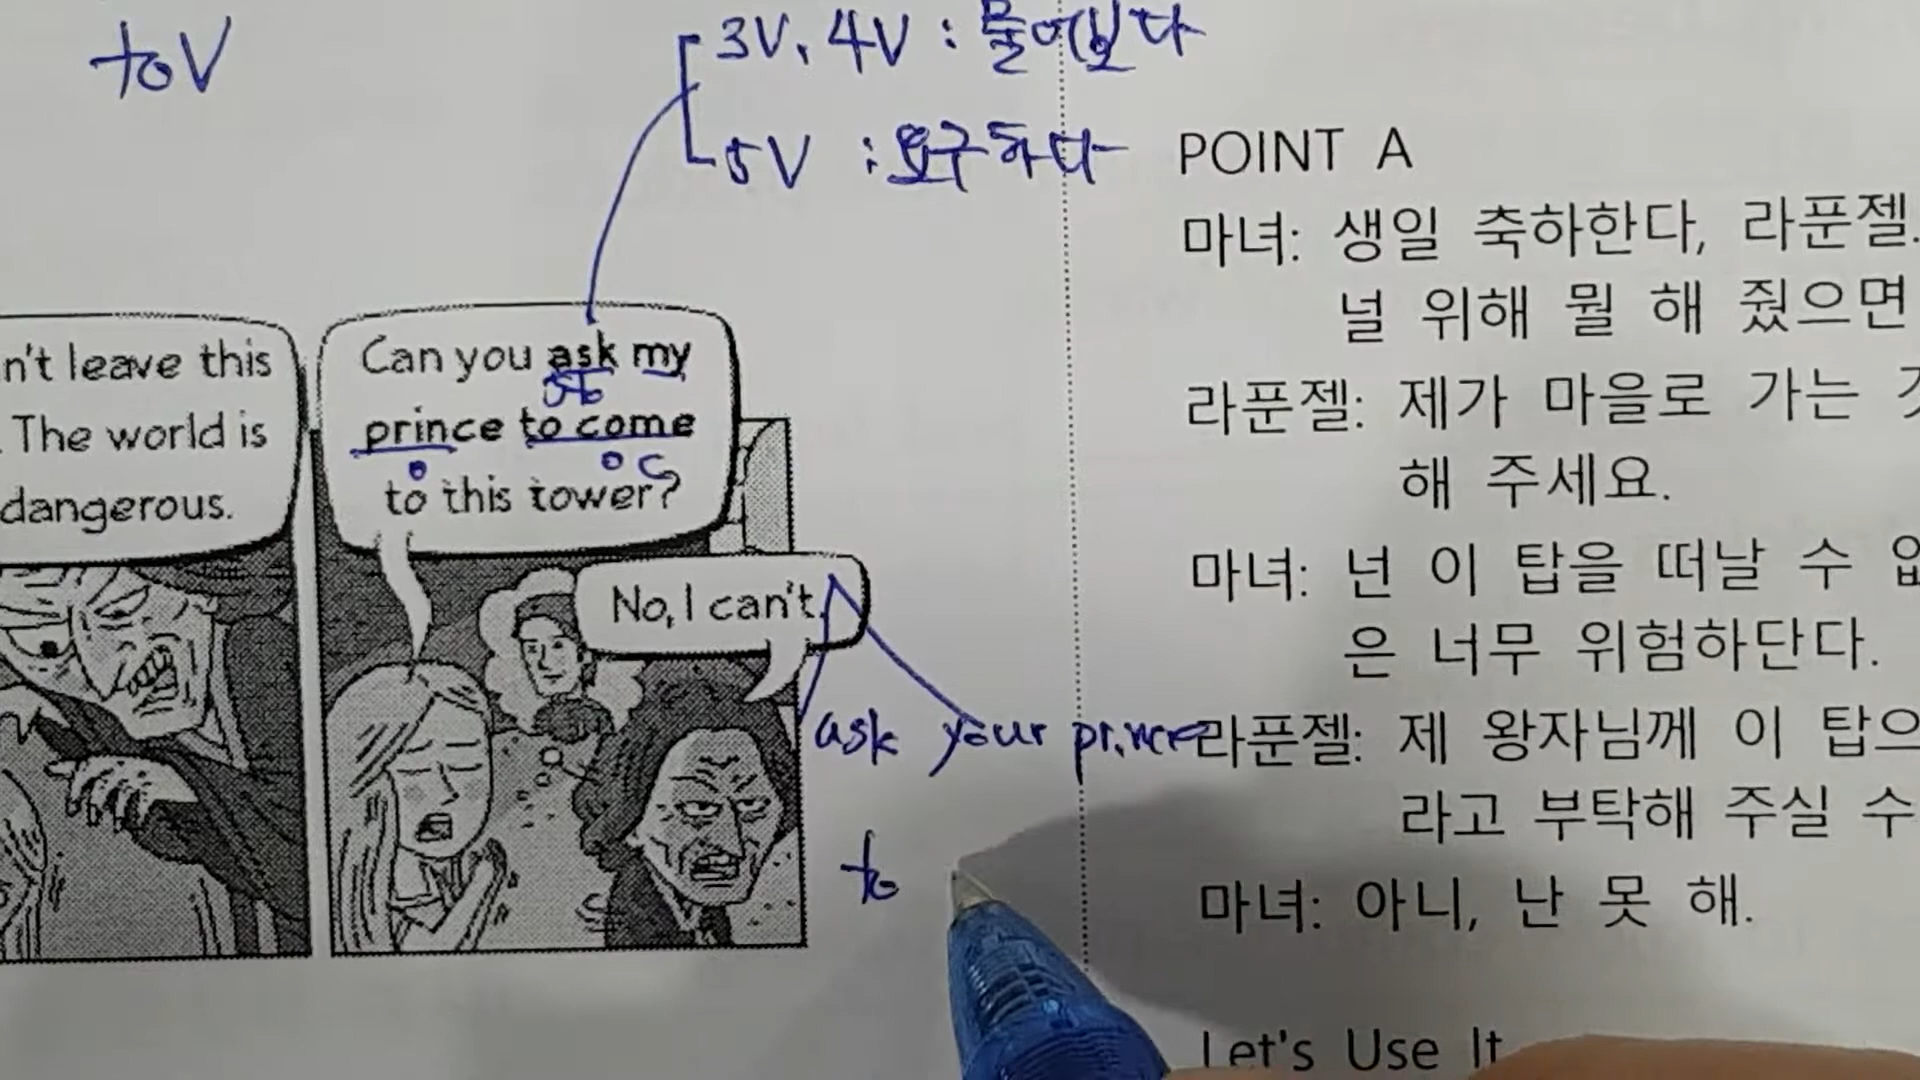 to V
3V, 4V : 물어보다
5V : 요구하다
n't leave this
. The world is
dangerous.
Can you ask my
5V
prince to come
o o c
to this tower?
No, I can't.
ask your prince
to
POINT A
마녀: 생일 축하한다, 라푼젤.
널 위해 뭘 해 줬으면
라푼젤: 제가 마을로 가는
해 주세요.
마녀: 넌 이 탑을 떠날 수
은 너무 위험하단다.
라푼젤: 제 왕자님께 이 탑으
라고 부탁해 주실 수
마녀: 아니, 난 못 해.
Let's Use It